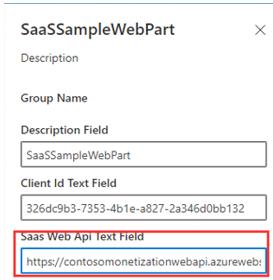 SaaSSampleWebPart
Description
Group Name
Description Field
SaaSSampleWebPart
Client Id Text Field
326dc9b3-7353-4b1e-a827-2a346d0bb132
Saas Web Api Text Field
https://contosomonetizationwebapi.azurewebs